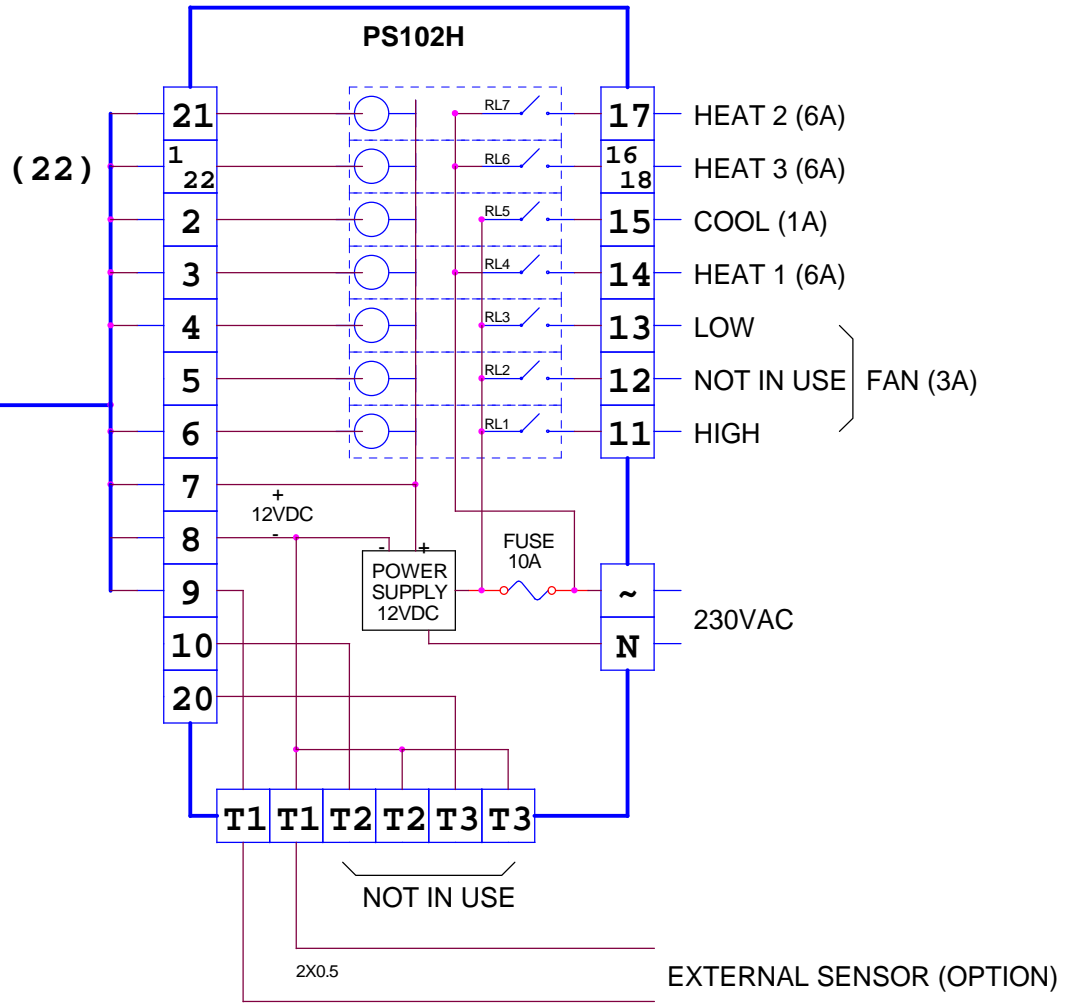 PS102H
21 RL7 17 HEAT 2 (6A)
(22) 1 22 RL6 16 18 HEAT 3 (6A)
2 RL5 15 COOL (1A)
3 RL4 14 HEAT 1 (6A)
4 RL3 13 LOW
5 RL2 12 NOT IN USE FAN (3A)
6 RL1 11 HIGH
7
+
12VDC
-
8
- +
FUSE
10A
POWER
SUPPLY
12VDC
9 ~
230VAC
10 N
20
T1 T1 T2 T2 T3 T3
NOT IN USE
2X0.5
EXTERNAL SENSOR (OPTION)